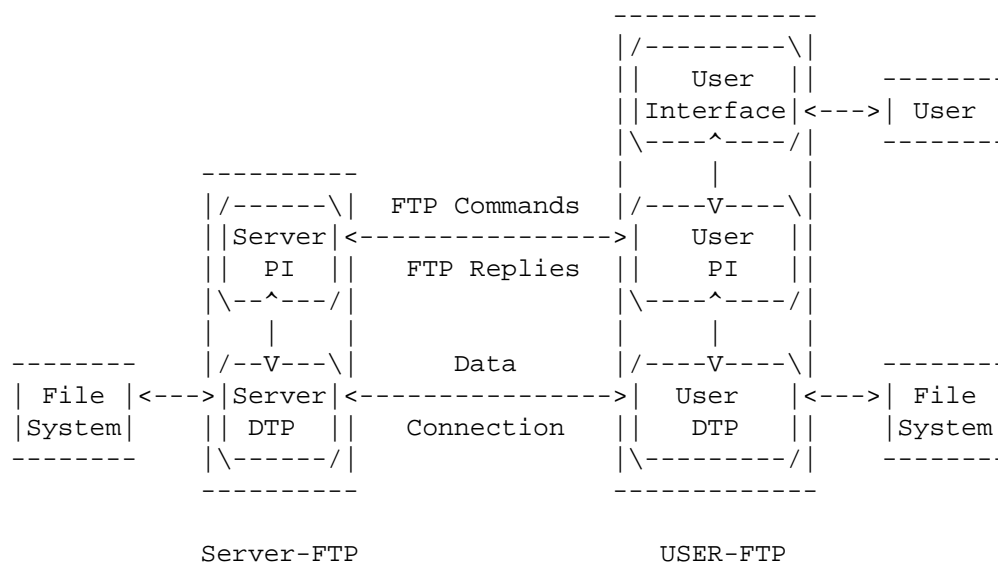 -------------
|/---------\|
|| User || --------
||Interface|<--->| User
|\----^----/| --------
---------- | | |
|/------\| FTP Commands |/----V----\|
||Server|<---------------->| User ||
|| PI || FTP Replies || PI ||
|\--^---/| |\----^----/|
| | | | | |
-------- |/--V---\| Data |/----V----\| --------
| File |<--->|Server|<---------------->| User |<--->| File
|System| || DTP || Connection || DTP || |System
-------- |\------/| |\---------/| --------
---------- -------------
Server-FTP USER-FTP